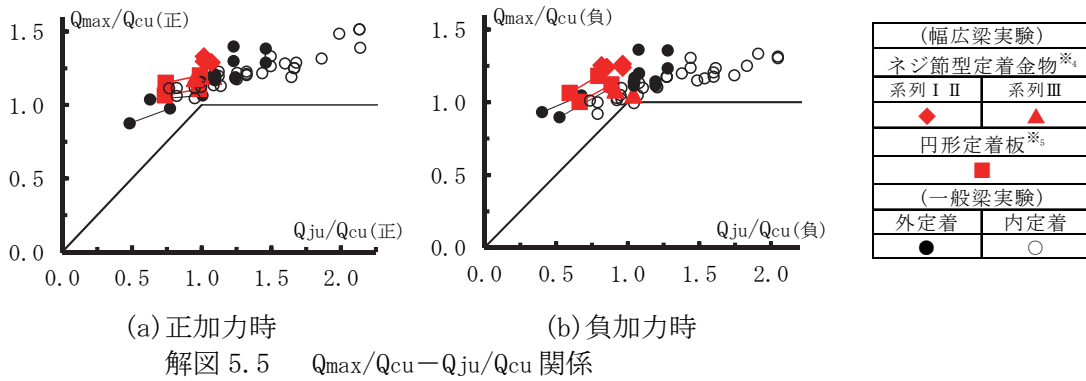 Qmax/Qcu(正)
1.5
1.0
0.5
0.0
Qju/Qcu(正)
0.0 0.5 1.0 1.5 2.0
(a)正加力時
Qmax/Qcu(負)
1.5
1.0
0.5
0.0
Qju/Qcu(負)
0.0 0.5 1.0 1.5 2.0
(b)負加力時
解図 5.5 Qmax/Qcu－Qju/Qcu 関係
(幅広梁実験)
ネジ節型定着金物※4
系列ⅠⅡ 系列Ⅲ
円形定着板※5
(一般梁実験)
外定着 内定着